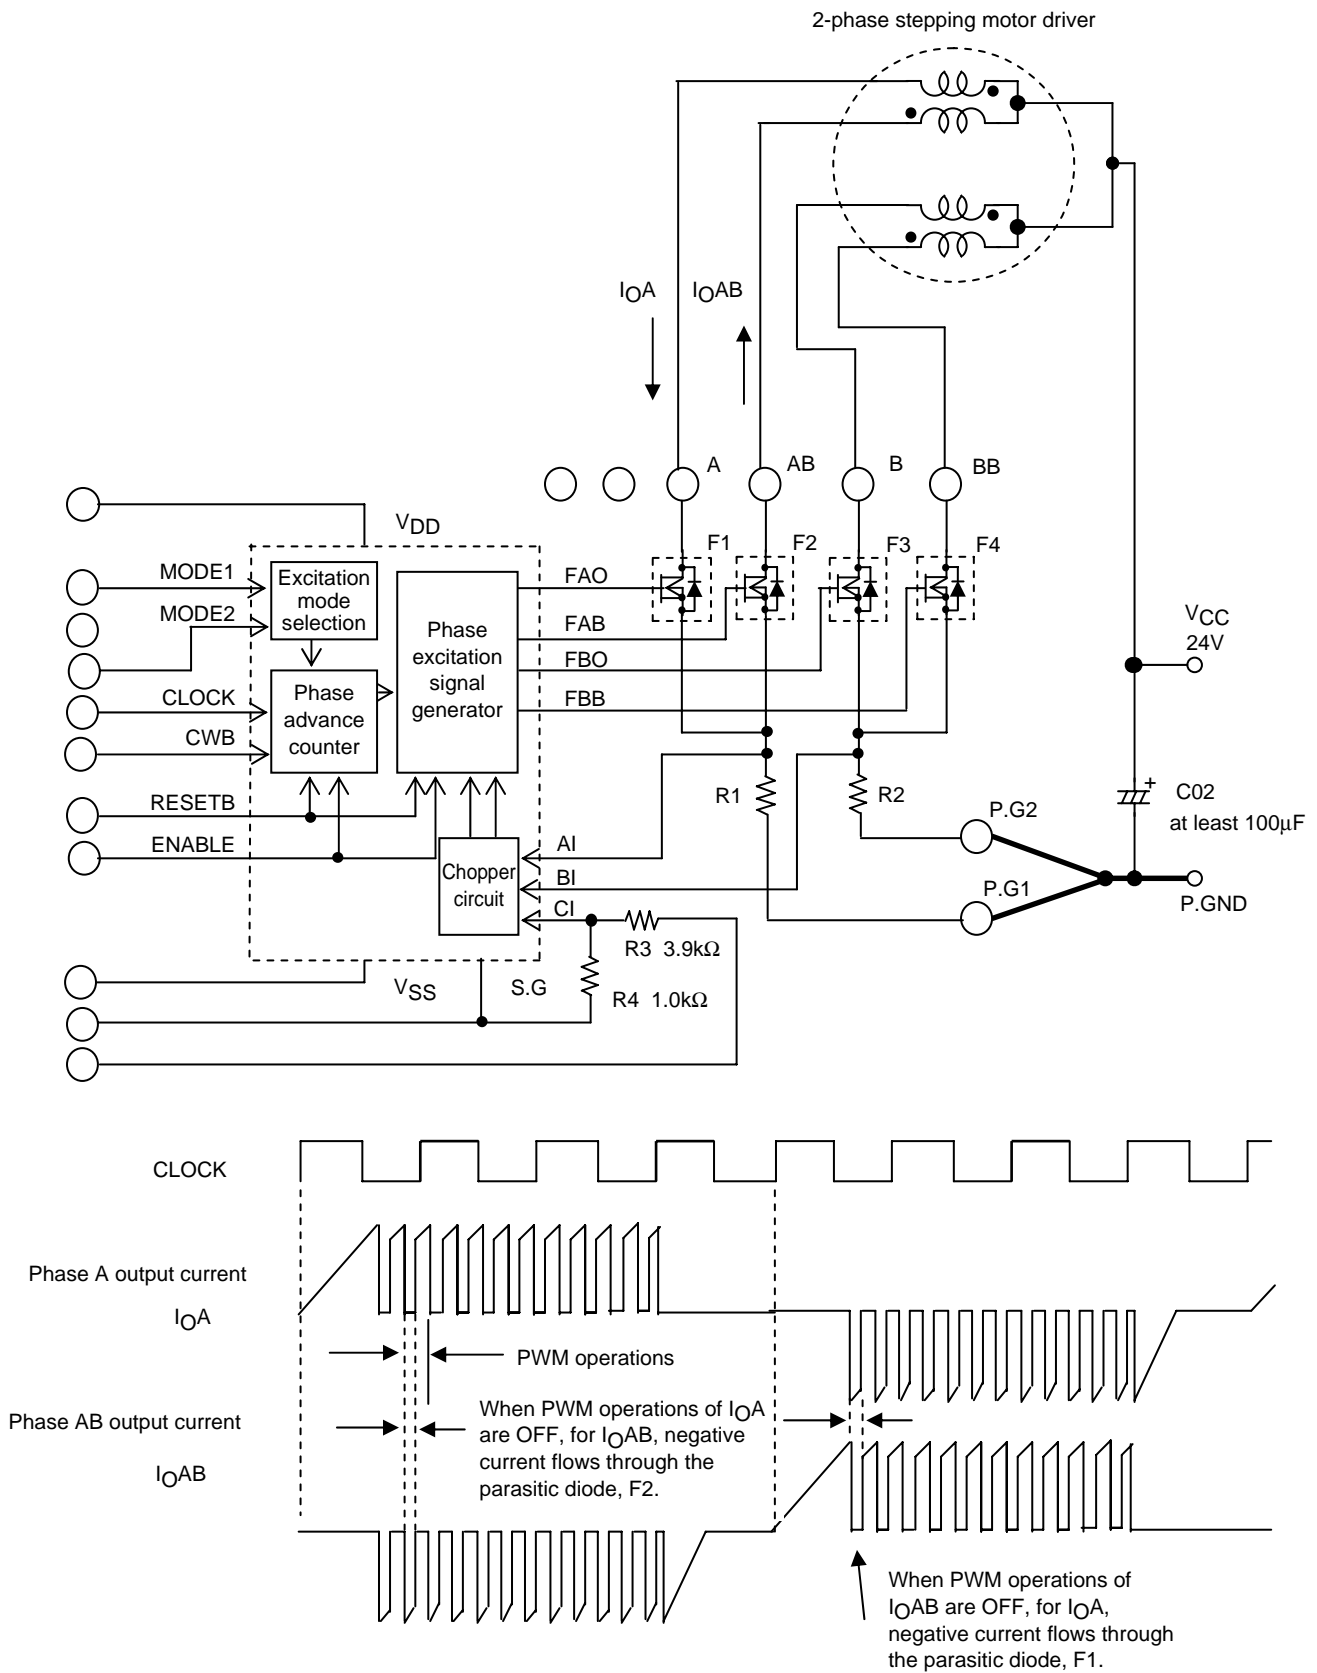 2-phase stepping motor driver
IOA
IOAB
A
AB
B
BB
VDD
F1
F2
F3
F4
MODE1
MODE2
CLOCK
CWB
RESETB
ENABLE
Excitation
mode
selection
Phase
advance
counter
Phase
excitation
signal
generator
FAO
FAB
FBO
FBB
VCC
24V
R1
R2
C02
+
at least 100μF
P.G2
P.G1
P.GND
Chopper
circuit
AI
BI
CI
R3 3.9kΩ
R4 1.0kΩ
VSS
S.G
CLOCK
Phase A output current
IOA
PWM operations
Phase AB output current
IOAB
When PWM operations of IOA
are OFF, for IOAB, negative
current flows through the
parasitic diode, F2.
When PWM operations of
IOAB are OFF, for IOA,
negative current flows through
the parasitic diode, F1.